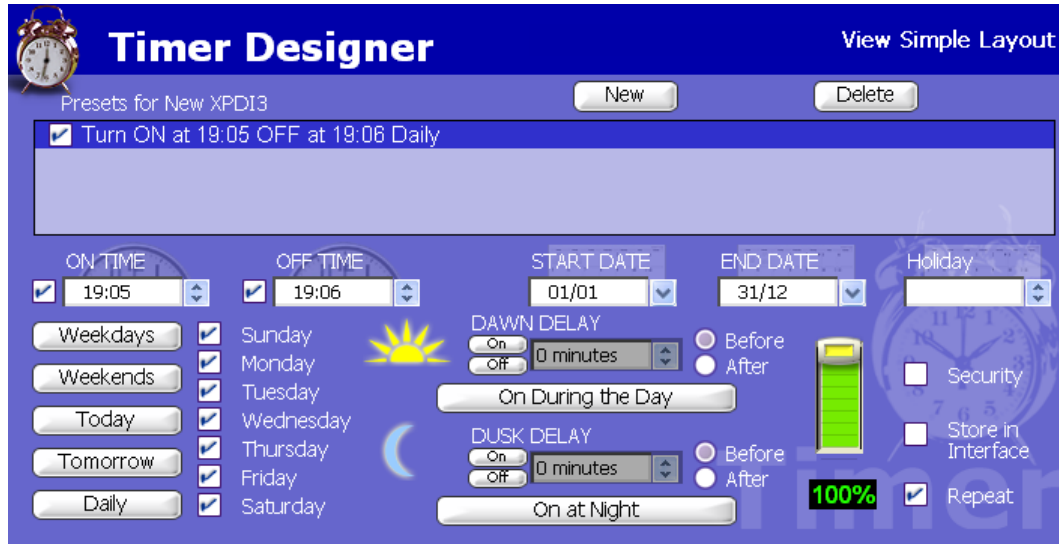 Timer Designer
View Simple Layout
Presets for New XPDI3
New
Delete
Turn ON at 19:05 OFF at 19:06 Daily
ON TIME
OFF TIME
START DATE
END DATE
Holiday
19:05
19:06
01/01
31/12
Weekdays
Weekends
Today
Tomorrow
Daily
Sunday
Monday
Tuesday
Wednesday
Thursday
Friday
Saturday
DAWN DELAY
On
Off
0 minutes
Before
After
On During the Day
DUSK DELAY
On
Off
0 minutes
Before
After
On at Night
100%
Security
Store in
Interface
Repeat
Timer